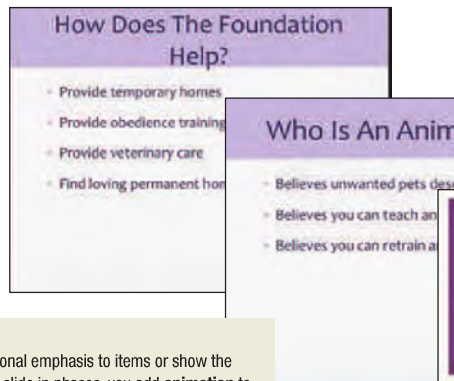 How Does The Foundation
Help?
Provide temporary homes
Provide obedience training
Provide veterinary care
Find loving permanent hom
Who Is An Anim
Believes unwanted pets des
Believes you can teach an
Believes you can retrain a
onal emphasis to items or show the
slide in phases, you add animation to